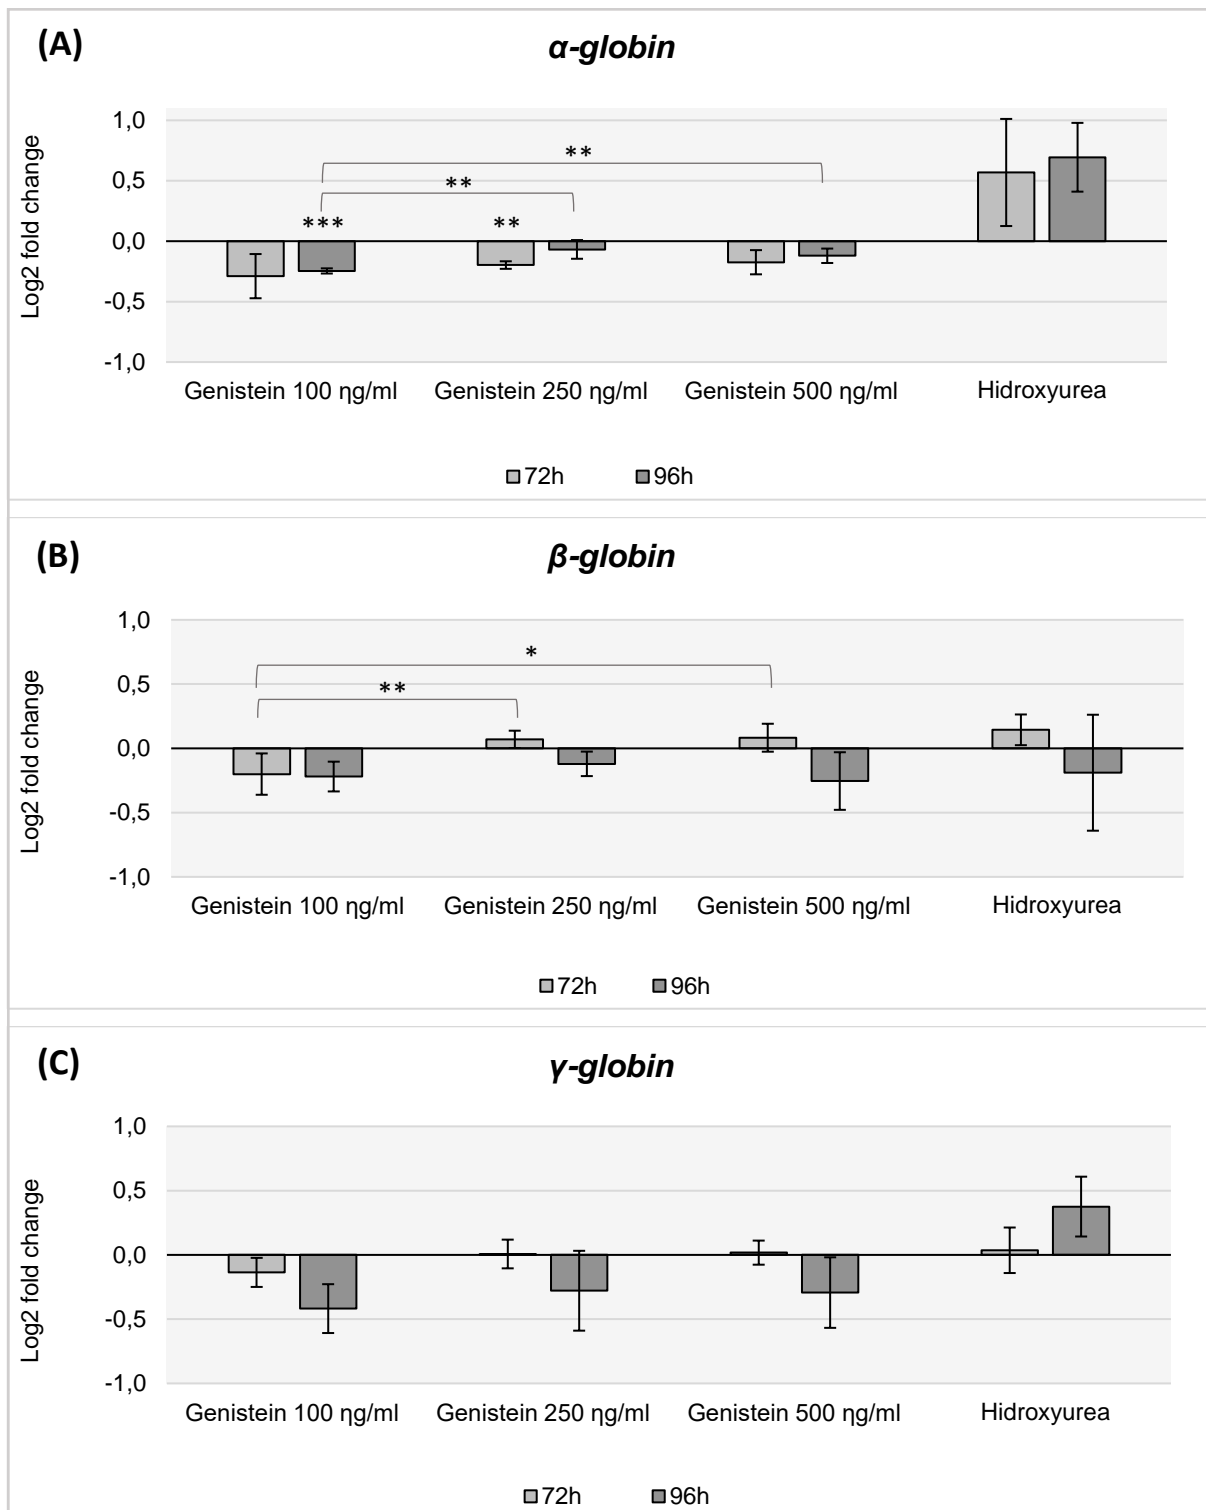 (A)
α-globin
Log2 fold change
1,0
0,5
0,0
-0,5
-1,0
**
**
*** **
Genistein 100 ηg/ml Genistein 250 ηg/ml Genistein 500 ηg/ml Hidroxyurea
72h 96h
(B)
β-globin
Log2 fold change
1,0
0,5
0,0
-0,5
-1,0
*
**
Genistein 100 ηg/ml Genistein 250 ηg/ml Genistein 500 ηg/ml Hidroxyurea
72h 96h
(C)
γ-globin
Log2 fold change
1,0
0,5
0,0
-0,5
-1,0
Genistein 100 ηg/ml Genistein 250 ηg/ml Genistein 500 ηg/ml Hidroxyurea
72h 96h